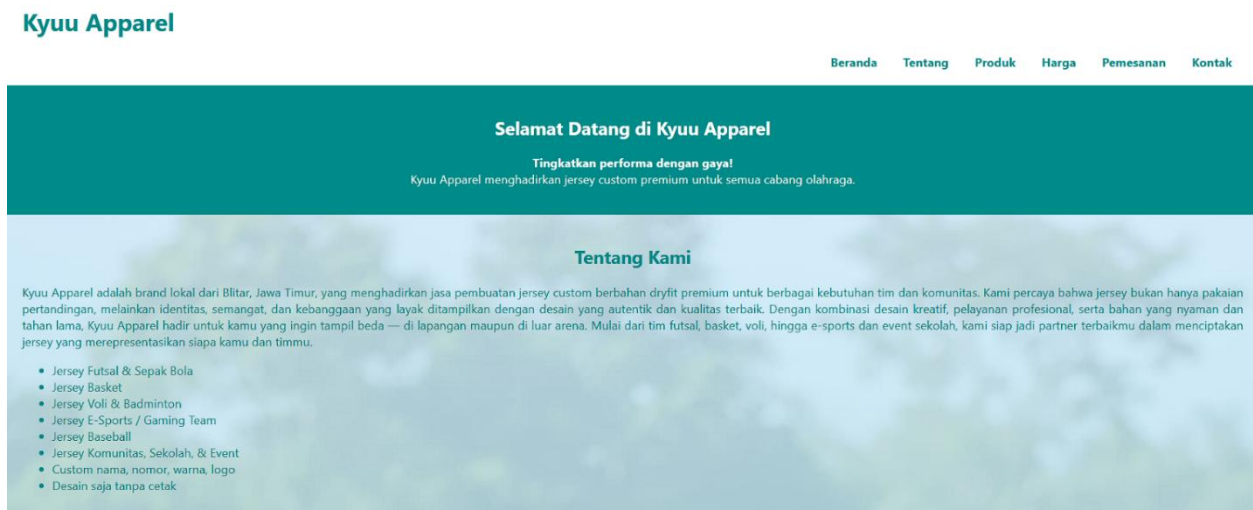 Kyuu Apparel
Beranda Tentang Produk Harga Pemesanan Kontak
Selamat Datang di Kyuu Apparel
Tingkatkan performa dengan gaya!
Kyuu Apparel menghadirkan jersey custom premium untuk semua cabang olahraga.
Tentang Kami
Kyuu Apparel adalah brand lokal dari Blitar, Jawa Timur, yang menghadirkan jasa pembuatan jersey custom berbahan dryfit premium untuk berbagai kebutuhan tim dan komunitas. Kami percaya bahwa jersey bukan hanya pakaian
pertandingan, melainkan identitas, semangat, dan kebanggaan yang layak ditampilkan dengan desain yang autentik dan kualitas terbaik. Dengan kombinasi desain kreatif, pelayanan profesional, serta bahan yang nyaman dan
tahan lama, Kyuu Apparel hadir untuk kamu yang ingin tampil beda — di lapangan maupun di luar arena. Mulai dari tim futsal, basket, voli, hingga e-sports dan event sekolah, kami siap jadi partner terbaikmu dalam menciptakan
jersey yang merepresentasikan siapa kamu dan timmu.
• Jersey Futsal & Sepak Bola
• Jersey Basket
• Jersey Voli & Badminton
• Jersey E-Sports / Gaming Team
• Jersey Baseball
• Jersey Komunitas, Sekolah, & Event
• Custom nama, nomor, warna, logo
• Desain saja tanpa cetak